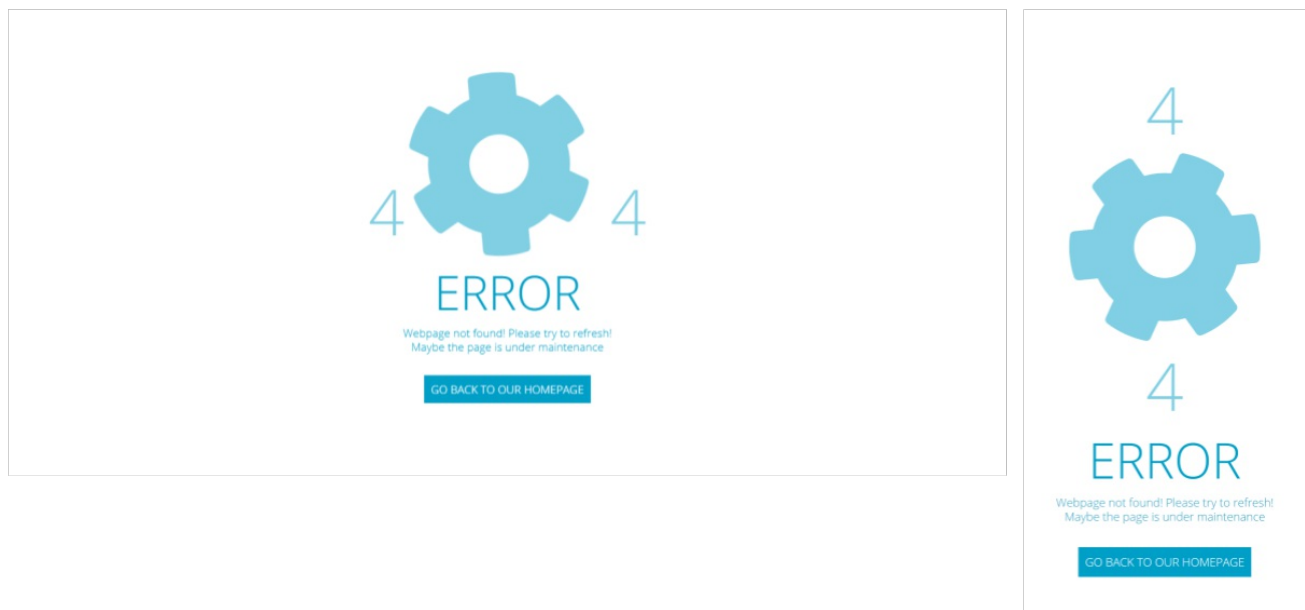 4 4
ERROR
Webpage not found! Please try to refresh!
Maybe the page is under maintenance
GO BACK TO OUR HOMEPAGE
4
4
ERROR
Webpage not found! Please try to refresh!
Maybe the page is under maintenance
GO BACK TO OUR HOMEPAGE